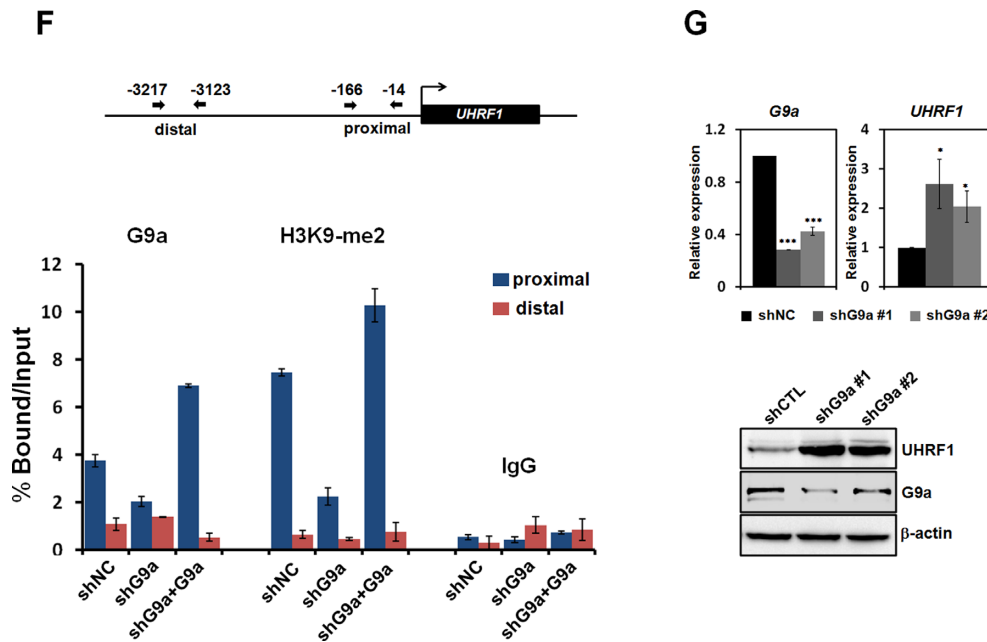 F
-3217 -3123 -166 -14
UHRF1
distal proximal
G9a H3K9-me2
proximal
distal
IgG
% Bound/Input
12
10
8
6
4
2
0
shNC shG9a shG9a+G9a shNC shG9a shG9a+G9a shNC shG9a shG9a+G9a
G
G9a UHRF1
Relative expression
1.2
0.8
0.4
0
*** ***
Relative expression
4
3
2
1
0
* *
shNC shG9a #1 shG9a #2
shCTL shG9a #1 shG9a #2
UHRF1
G9a
β-actin